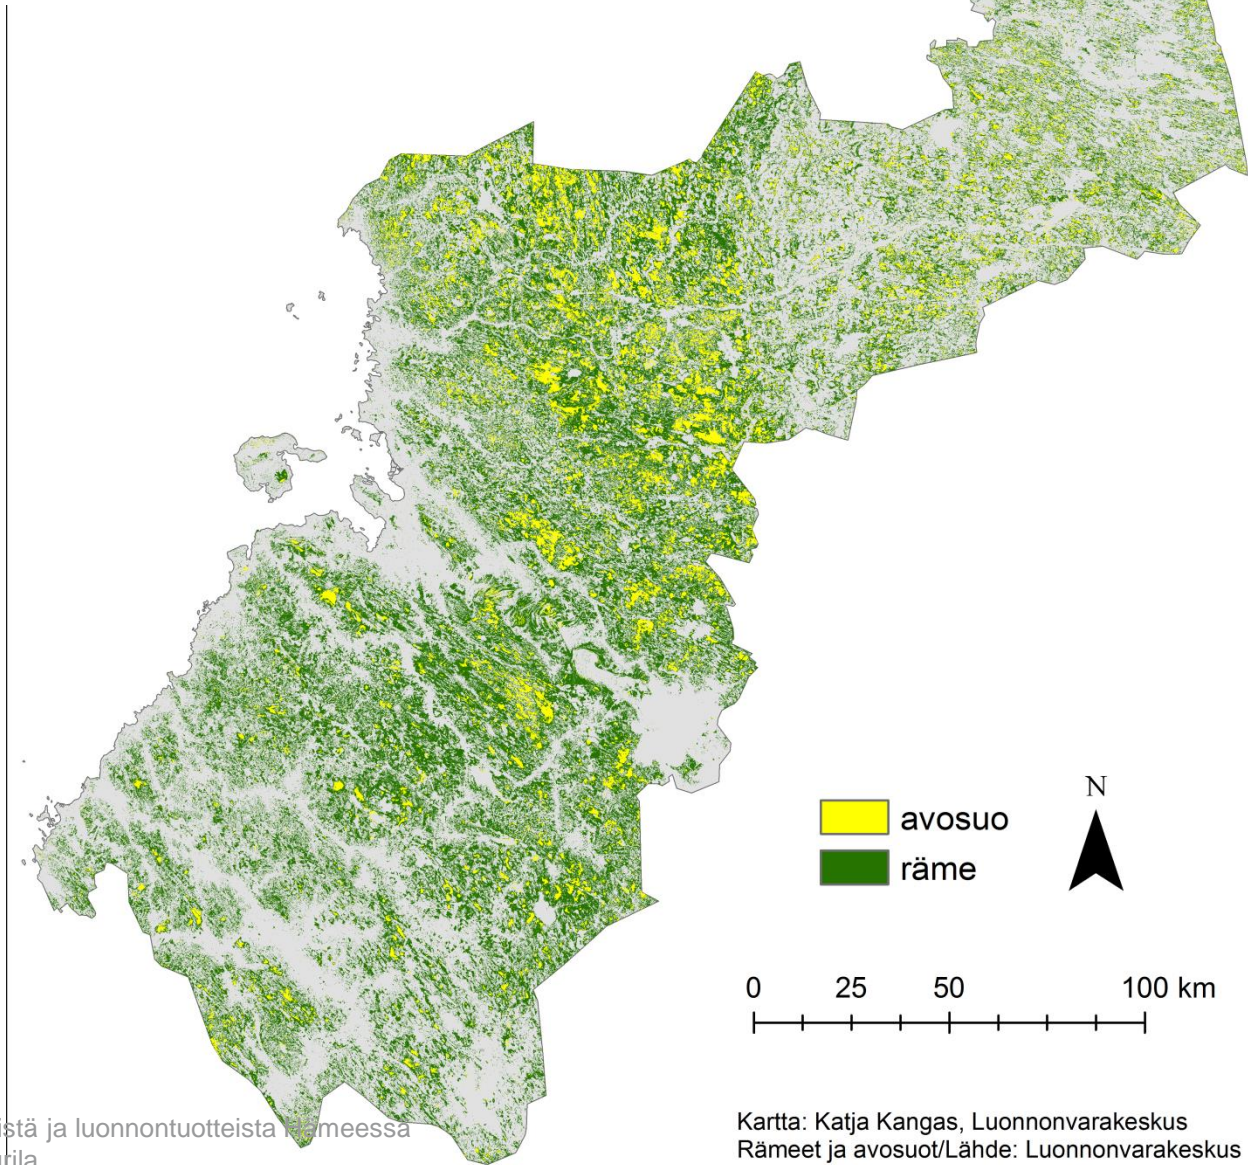 avosuo
räme
N
0 25 50 100 km
Kartta: Katja Kangas, Luonnonvarakeskus
Rämeet ja avosuot/Lähde: Luonnonvarakeskus
istä ja luonnontuotteista Hämeessä